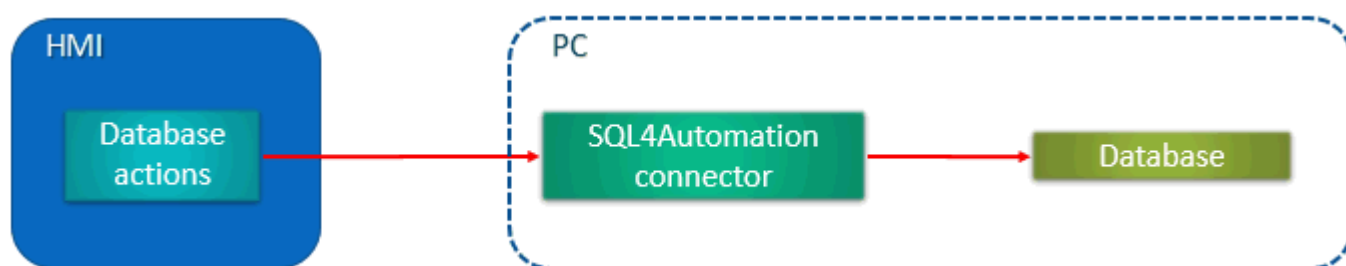 HMI
PC
Database
actions
SQL4Automation
connector
Database